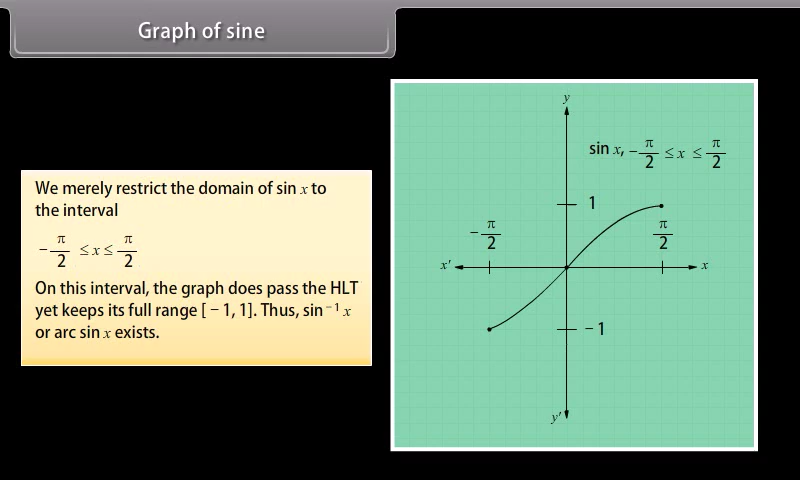 Graph of sine
We merely restrict the domain of sin x to
the interval
−π/2 ≤ x ≤ π/2
On this interval, the graph does pass the HLT
yet keeps its full range [ − 1, 1]. Thus, sin⁻¹ x
or arc sin x exists.
y
sin x, −π/2 ≤ x ≤ π/2
1
−π/2
π/2
x′
x
− 1
y′